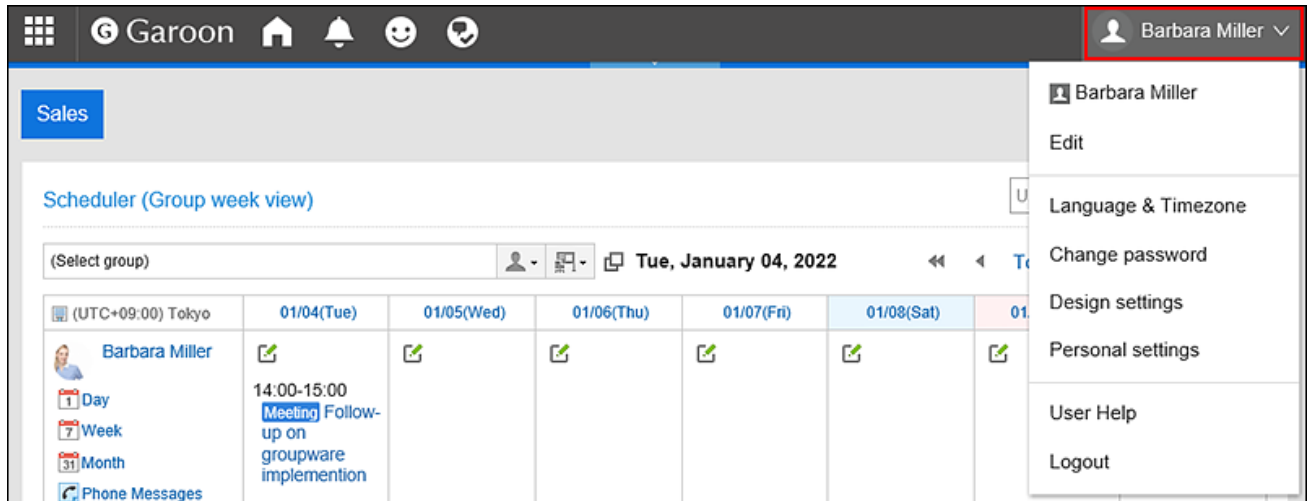 Garoon
Barbara Miller
Barbara Miller
Edit
Sales
Language & Timezone
Change password
Design settings
Personal settings
User Help
Logout
Scheduler (Group week view)
U
(Select group)
Tue, January 04, 2022
(UTC+09:00) Tokyo
01/04(Tue)
01/05(Wed)
01/06(Thu)
01/07(Fri)
01/08(Sat)
01
Barbara Miller
1 Day
7 Week
31 Month
Phone Messages
14:00-15:00
Meeting Follow-
up on
groupware
implemention